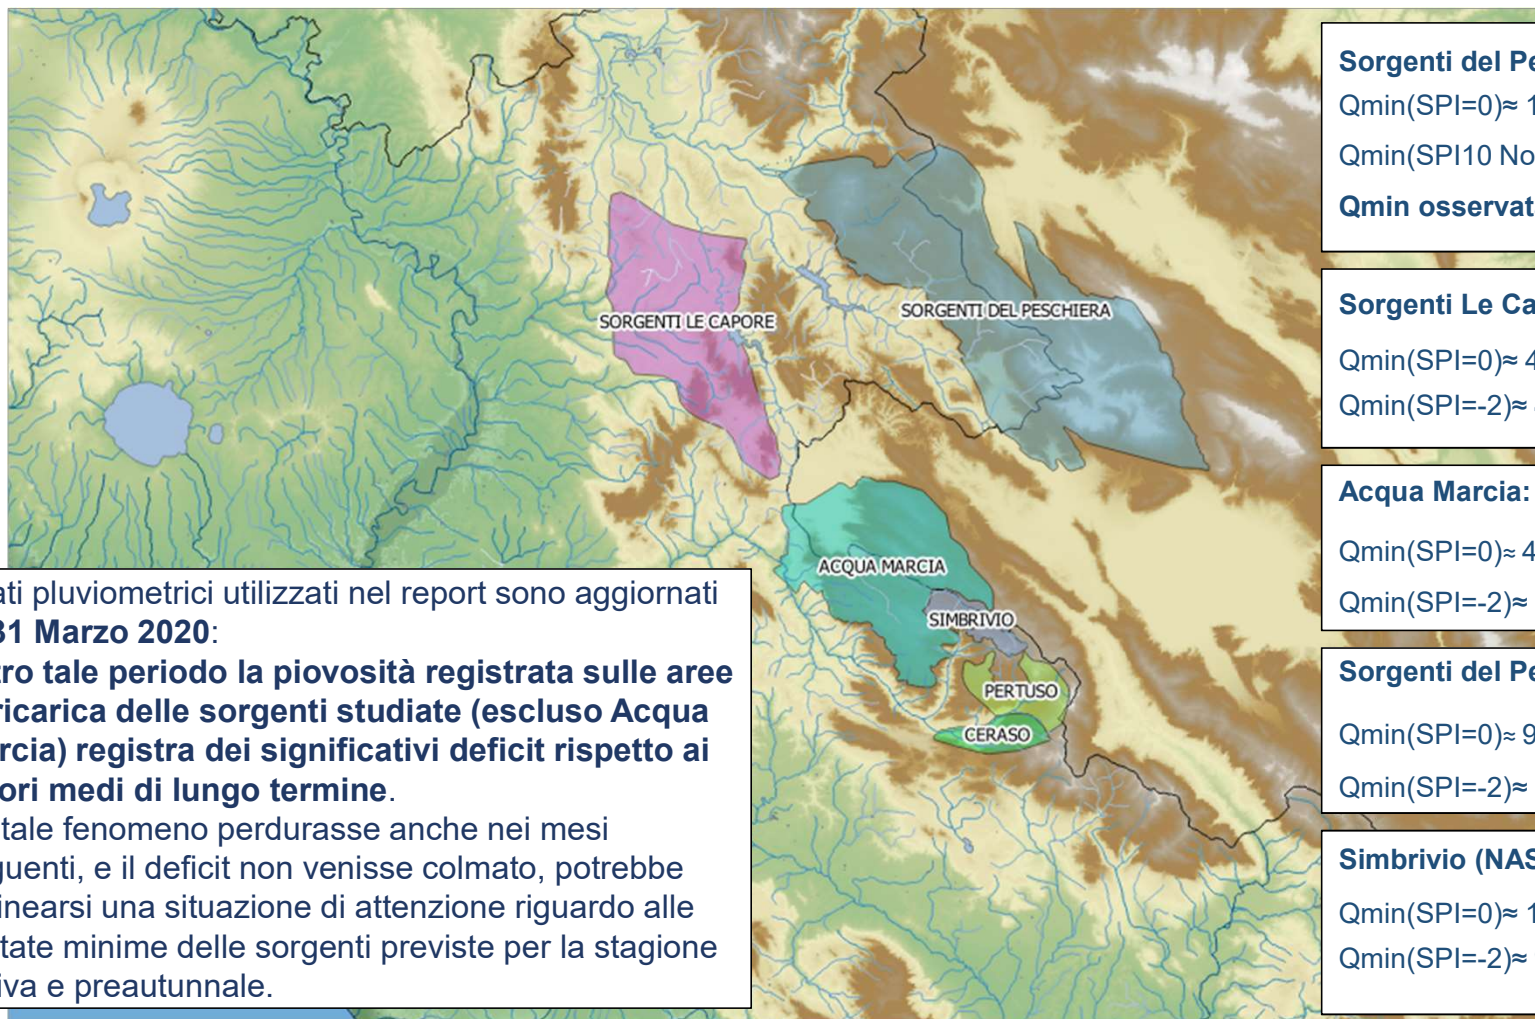 SORGENTI LE CAPORE
SORGENTI DEL PESCHIERA
ACQUA MARCIA
SIMBRIVIO
PERTUSO
CERASO
ati pluviometrici utilizzati nel report sono aggiornati
31 Marzo 2020:
tro tale periodo la piovosità registrata sulle aree
ricarica delle sorgenti studiate (escluso Acqua
rcia) registra dei significativi deficit rispetto ai
ori medi di lungo termine.
tale fenomeno perdurasse anche nei mesi
guenti, e il deficit non venisse colmato, potrebbe
linearsi una situazione di attenzione riguardo alle
tate minime delle sorgenti previste per la stagione
iva e preautunnale.
Sorgenti del Pe
Qmin(SPI=0)≈ 1
Qmin(SPI10 No
Qmin osservat
Sorgenti Le Ca
Qmin(SPI=0)≈ 4
Qmin(SPI=-2)≈
Acqua Marcia:
Qmin(SPI=0)≈ 4
Qmin(SPI=-2)≈
Sorgenti del Pe
Qmin(SPI=0)≈ 9
Qmin(SPI=-2)≈
Simbrivio (NAS
Qmin(SPI=0)≈ 1
Qmin(SPI=-2)≈